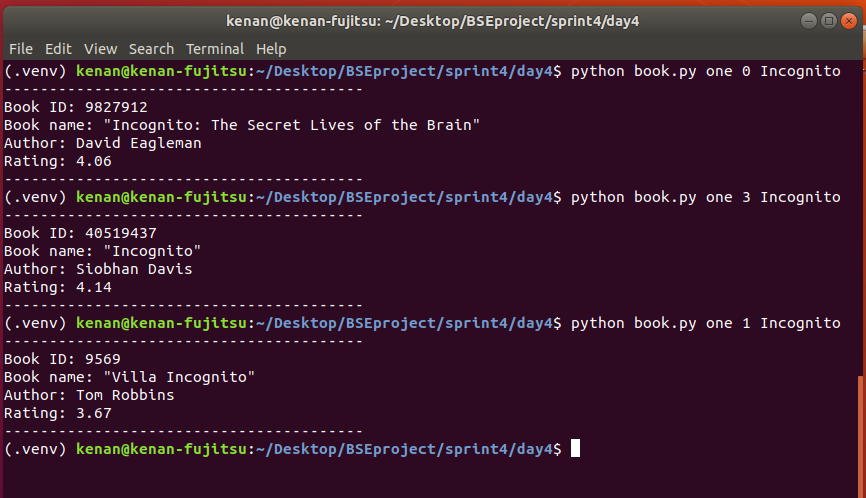 kenan@kenan-fujitsu: ~/Desktop/BSEproject/sprint4/day4
File Edit View Search Terminal Help
(.venv) kenan@kenan-fujitsu:~/Desktop/BSEproject/sprint4/day4$ python book.py one 0 Incognito
----------------------------------------
Book ID: 9827912
Book name: "Incognito: The Secret Lives of the Brain"
Author: David Eagleman
Rating: 4.06
----------------------------------------
(.venv) kenan@kenan-fujitsu:~/Desktop/BSEproject/sprint4/day4$ python book.py one 3 Incognito
----------------------------------------
Book ID: 40519437
Book name: "Incognito"
Author: Siobhan Davis
Rating: 4.14
----------------------------------------
(.venv) kenan@kenan-fujitsu:~/Desktop/BSEproject/sprint4/day4$ python book.py one 1 Incognito
----------------------------------------
Book ID: 9569
Book name: "Villa Incognito"
Author: Tom Robbins
Rating: 3.67
----------------------------------------
(.venv) kenan@kenan-fujitsu:~/Desktop/BSEproject/sprint4/day4$